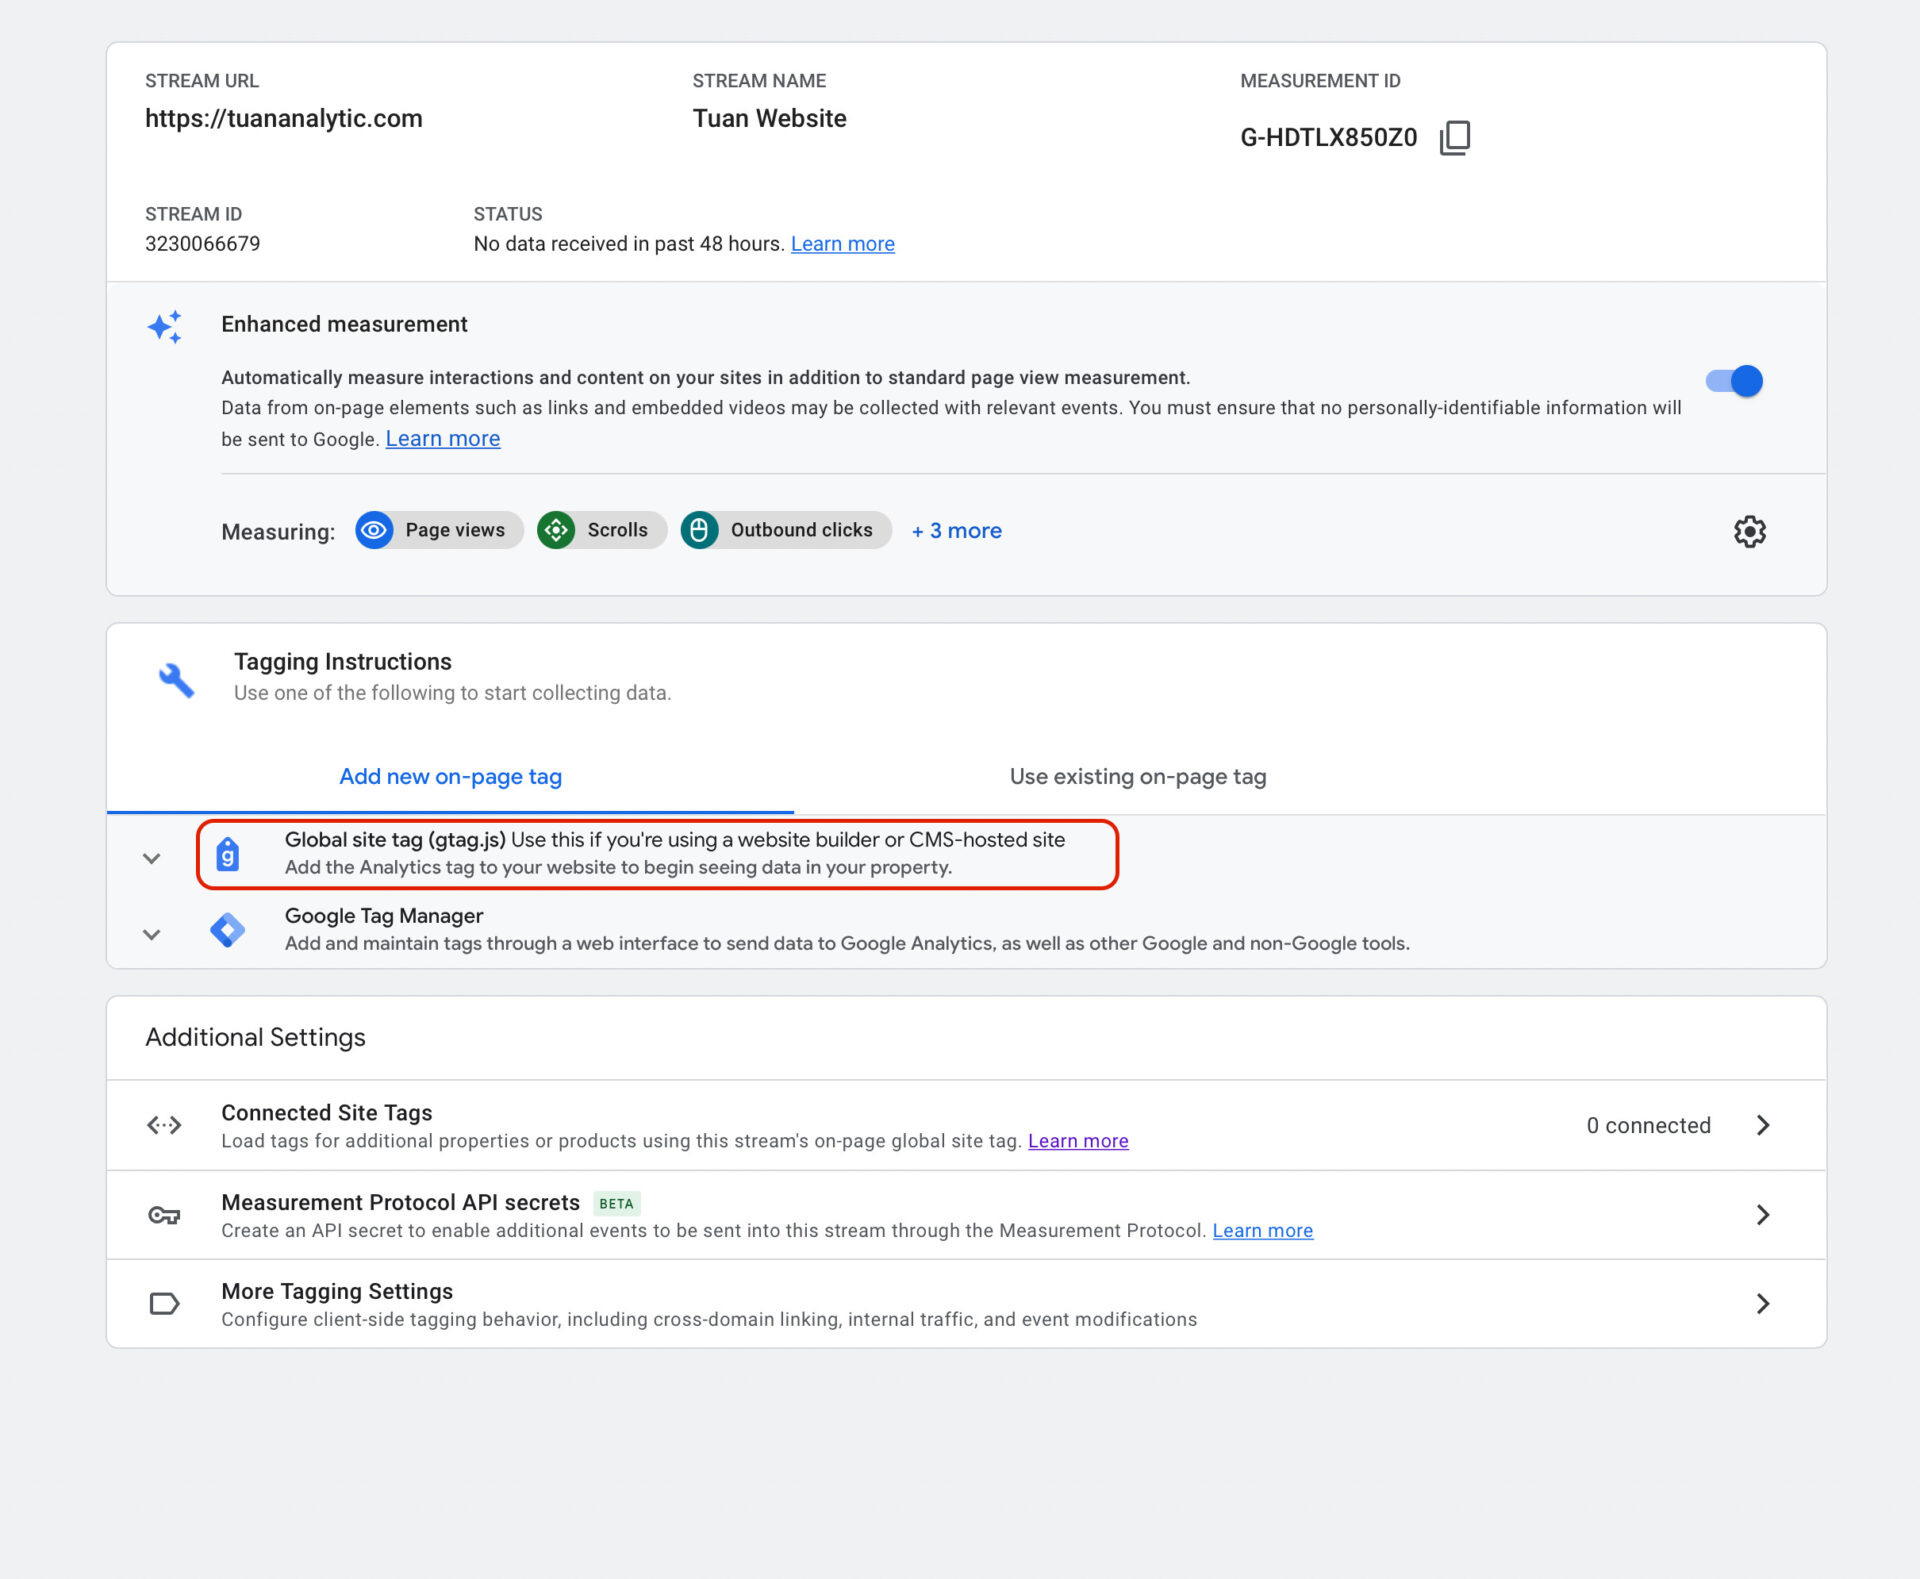 STREAM URL
https://tuananalytic.com
STREAM NAME
Tuan Website
MEASUREMENT ID
G-HDTLX850Z0
STREAM ID
3230066679
STATUS
No data received in past 48 hours. Learn more
Enhanced measurement
Automatically measure interactions and content on your sites in addition to standard page view measurement.
Data from on-page elements such as links and embedded videos may be collected with relevant events. You must ensure that no personally-identifiable information will
be sent to Google. Learn more
Measuring: Page views Scrolls Outbound clicks + 3 more
Tagging Instructions
Use one of the following to start collecting data.
Add new on-page tag
Use existing on-page tag
g
Global site tag (gtag.js) Use this if you're using a website builder or CMS-hosted site
Add the Analytics tag to your website to begin seeing data in your property.
Google Tag Manager
Add and maintain tags through a web interface to send data to Google Analytics, as well as other Google and non-Google tools.
Additional Settings
Connected Site Tags
Load tags for additional properties or products using this stream's on-page global site tag. Learn more
0 connected
Measurement Protocol API secrets BETA
Create an API secret to enable additional events to be sent into this stream through the Measurement Protocol. Learn more
More Tagging Settings
Configure client-side tagging behavior, including cross-domain linking, internal traffic, and event modifications